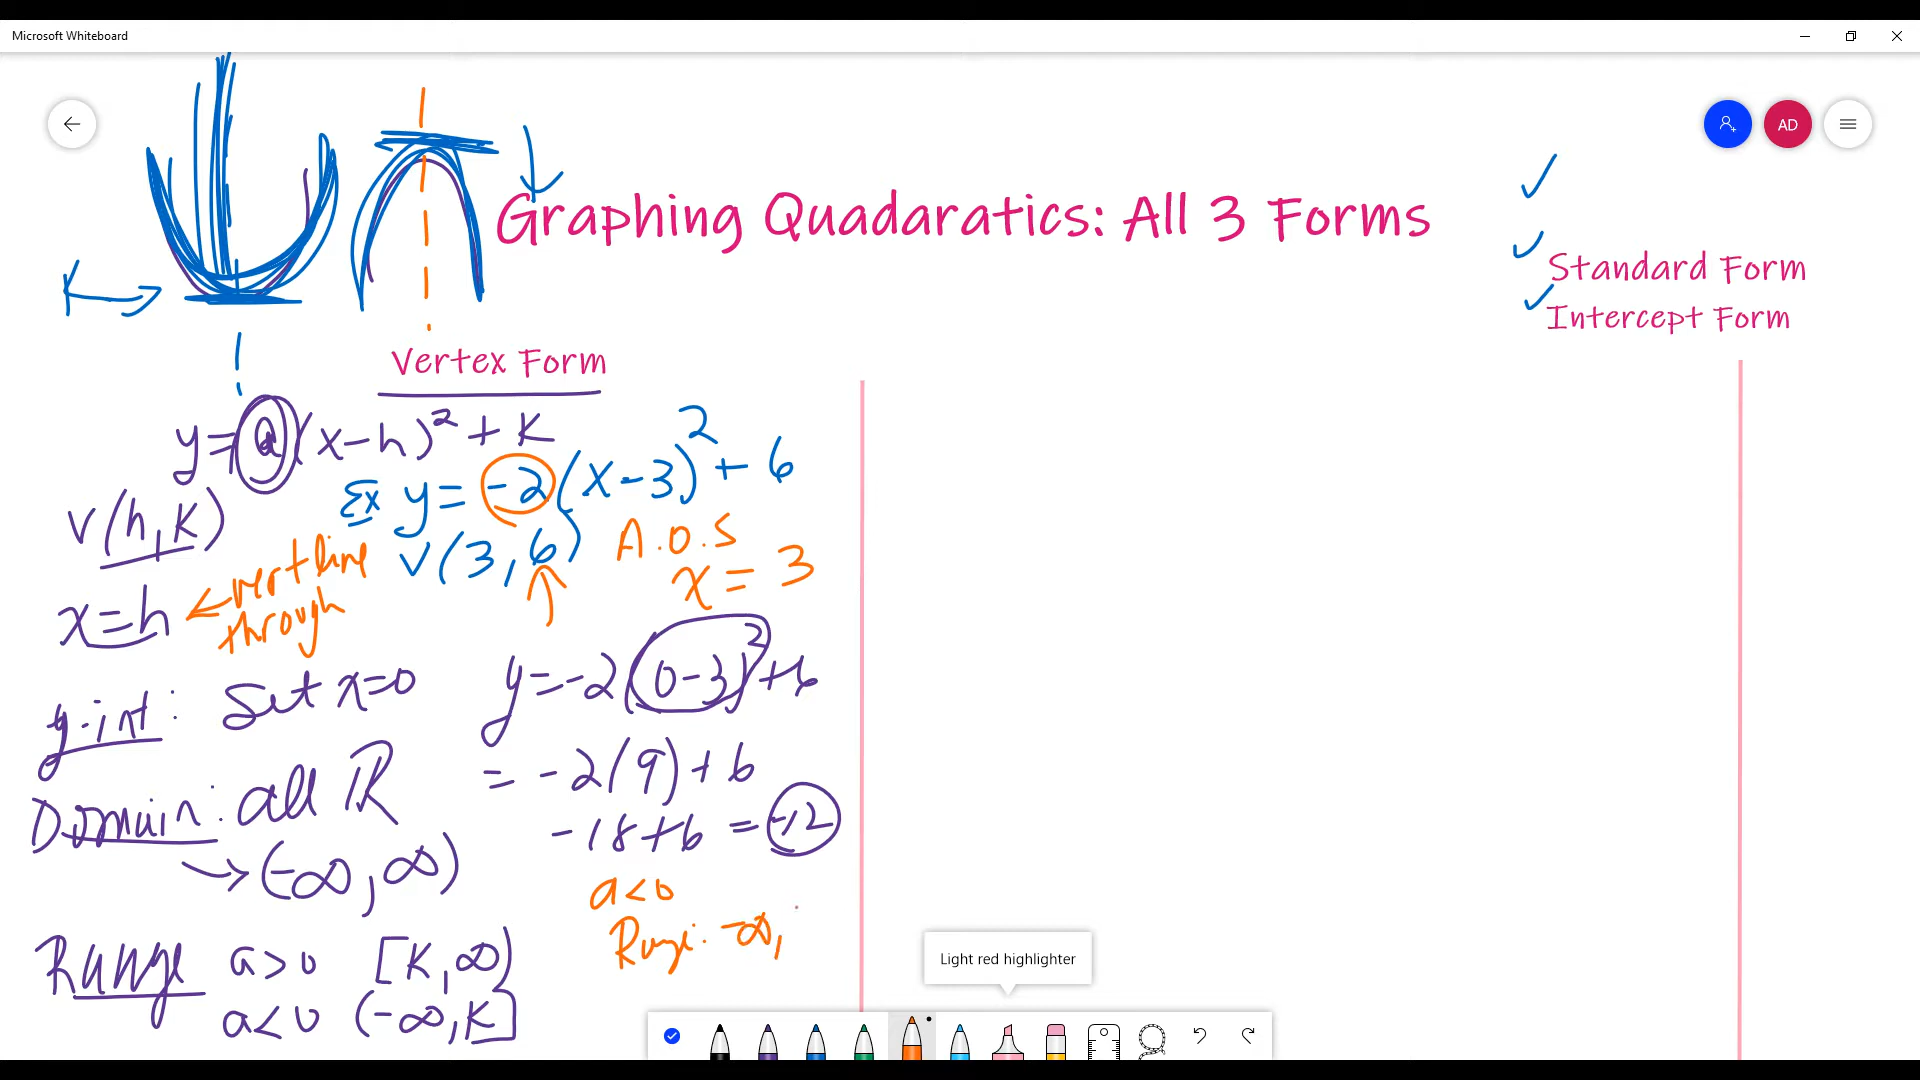 Microsoft Whiteboard
AD
Graphing Quadaratics: All 3 Forms
Standard Form
Intercept Form
K
Vertex Form
y=a(x-h)²+K
Ex y=-2(x-3)²+6
V(h,K)
V(3,6)
A.O.S
x=3
x=h
vert line
through
y-int: Set x=0
y=-2(0-3)²+6
=-2(9)+6
-18+6=-12
Domain: all ℝ
→(-∞,∞)
a<0
Range: -∞,
Range a>0 [K,∞)
a<0 (-∞,K]
Light red highlighter